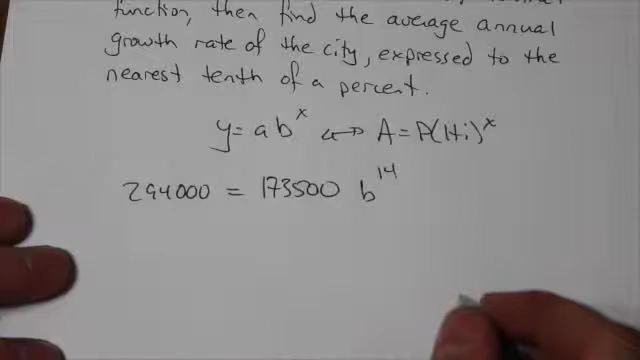 function, then find the average annual
growth rate of the city, expressed to the
nearest tenth of a percent.
y = ab^x ↔ A = P(1+i)^x
294000 = 173500 b^14